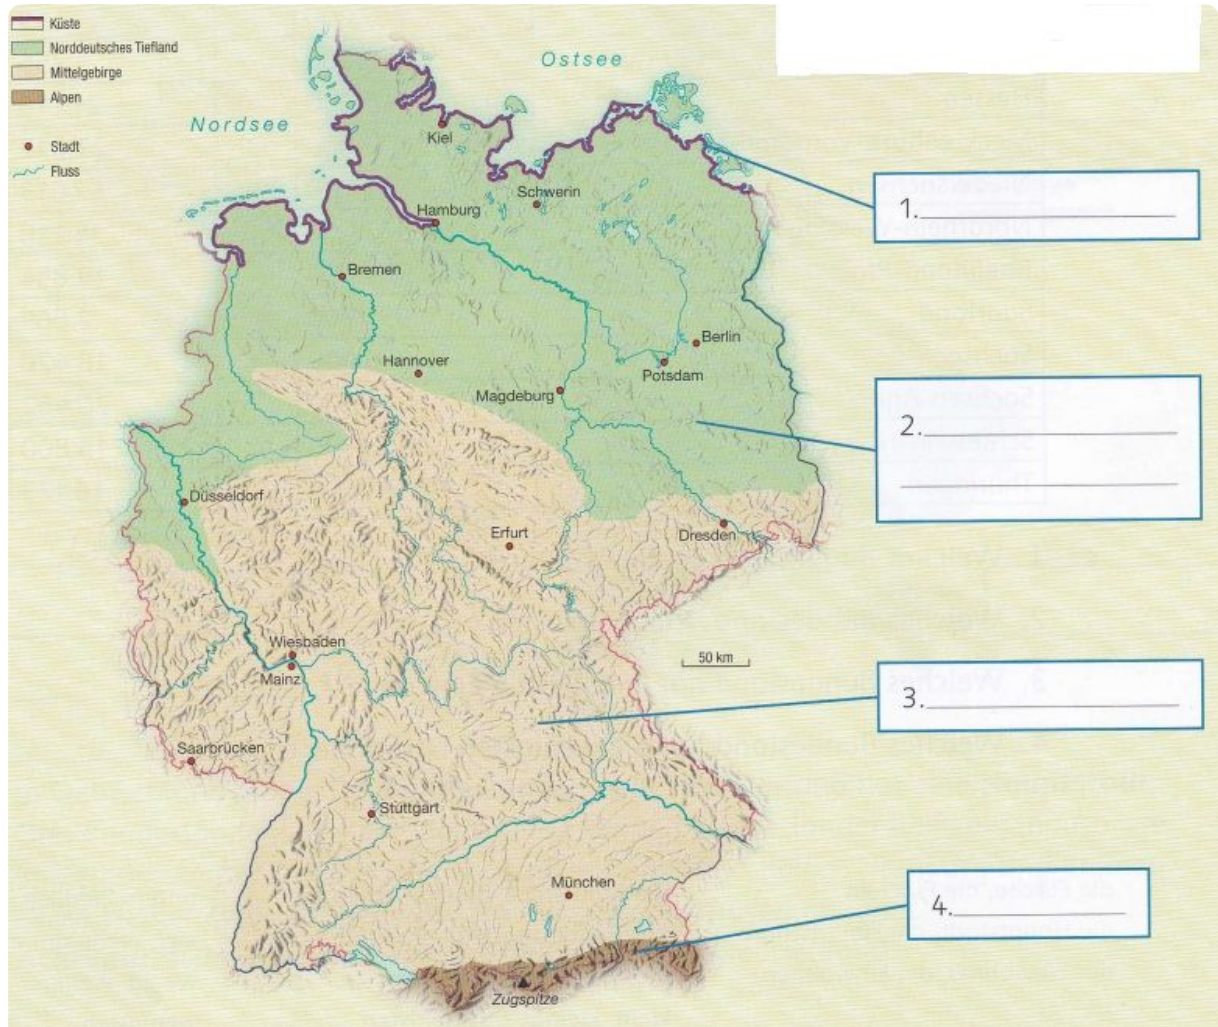 Küste
Norddeutsches Tiefland
Mittelgebirge
Alpen
Stadt
Fluss
Ostsee
Nordsee
Kiel
Schwerin
1.
Hamburg
Bremen
Berlin
Hannover
Potsdam
Magdeburg
2.
Düsseldorf
Erfurt
Dresden
Wiesbaden
50 km
Mainz
3.
Saarbrücken
Stuttgart
München
4.
Zugspitze